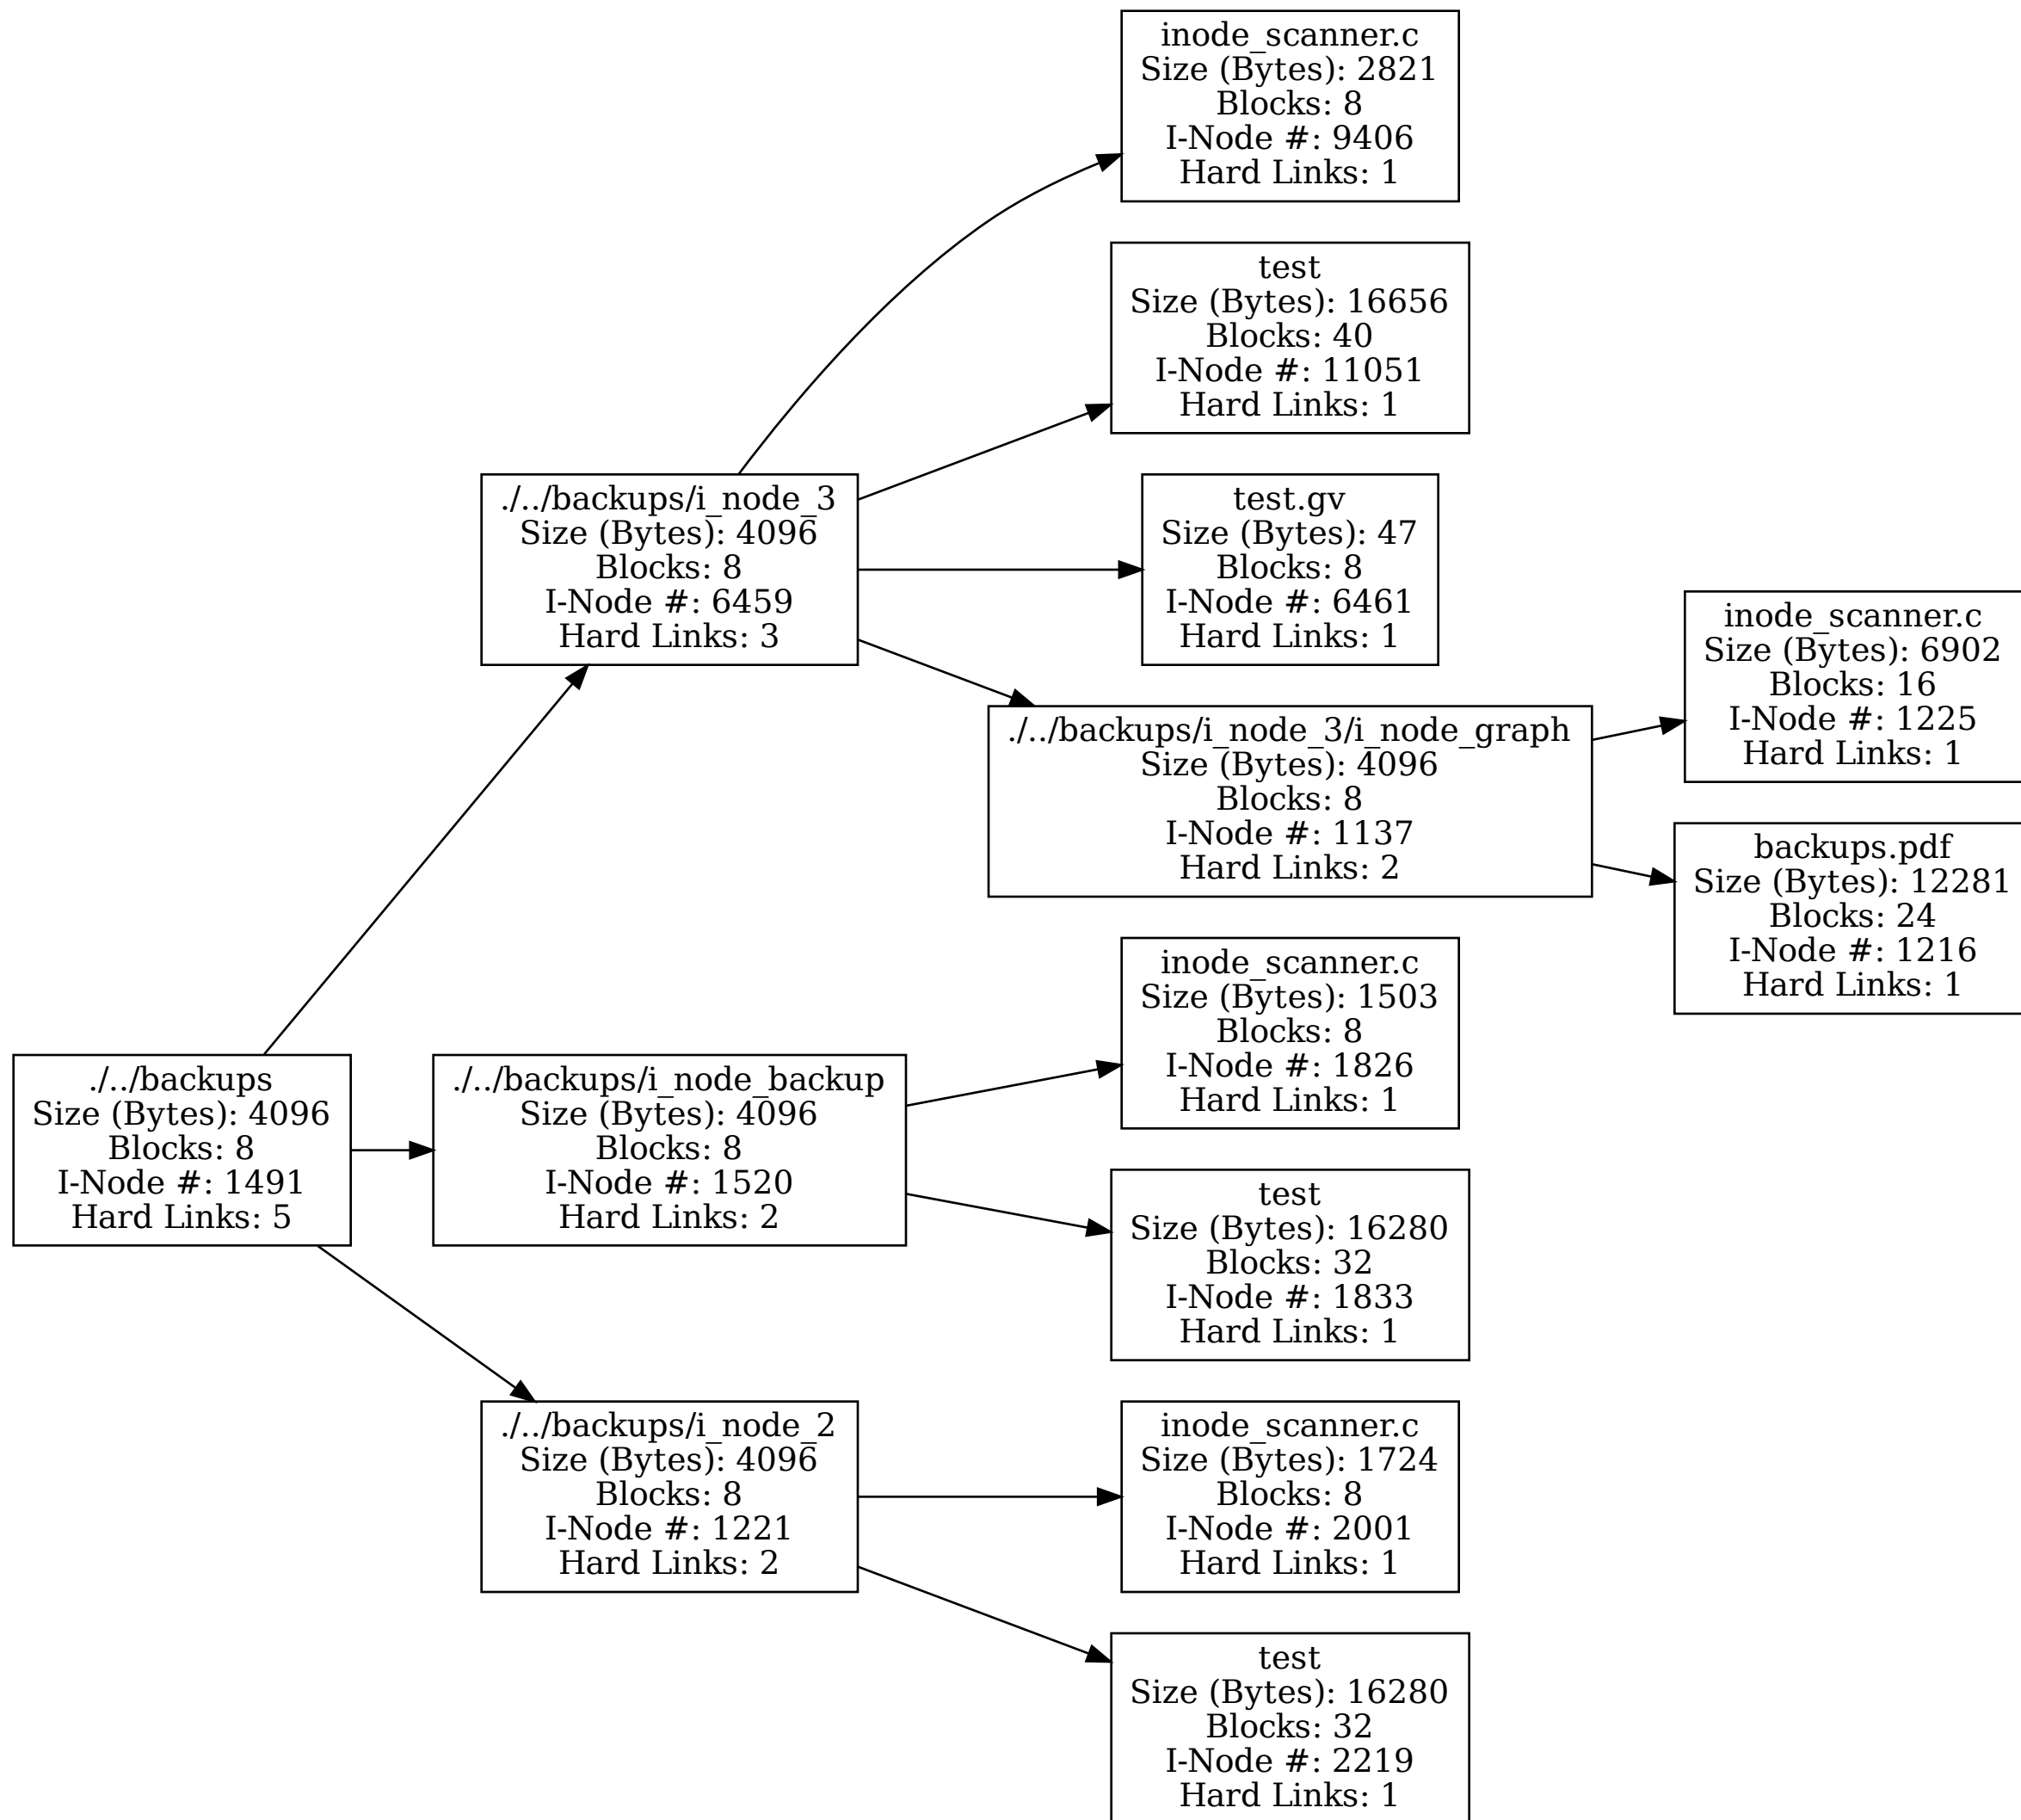 inode_scanner.c
Size (Bytes): 2821
Blocks: 8
I-Node #: 9406
Hard Links: 1
test
Size (Bytes): 16656
Blocks: 40
I-Node #: 11051
Hard Links: 1
./../backups/i_node_3
Size (Bytes): 4096
Blocks: 8
I-Node #: 6459
Hard Links: 3
test.gv
Size (Bytes): 47
Blocks: 8
I-Node #: 6461
Hard Links: 1
./../backups/i_node_3/i_node_graph
Size (Bytes): 4096
Blocks: 8
I-Node #: 1137
Hard Links: 2
inode_scanner.c
Size (Bytes): 6902
Blocks: 16
I-Node #: 1225
Hard Links: 1
backups.pdf
Size (Bytes): 12281
Blocks: 24
I-Node #: 1216
Hard Links: 1
./../backups
Size (Bytes): 4096
Blocks: 8
I-Node #: 1491
Hard Links: 5
./../backups/i_node_backup
Size (Bytes): 4096
Blocks: 8
I-Node #: 1520
Hard Links: 2
inode_scanner.c
Size (Bytes): 1503
Blocks: 8
I-Node #: 1826
Hard Links: 1
test
Size (Bytes): 16280
Blocks: 32
I-Node #: 1833
Hard Links: 1
./../backups/i_node_2
Size (Bytes): 4096
Blocks: 8
I-Node #: 1221
Hard Links: 2
inode_scanner.c
Size (Bytes): 1724
Blocks: 8
I-Node #: 2001
Hard Links: 1
test
Size (Bytes): 16280
Blocks: 32
I-Node #: 2219
Hard Links: 1